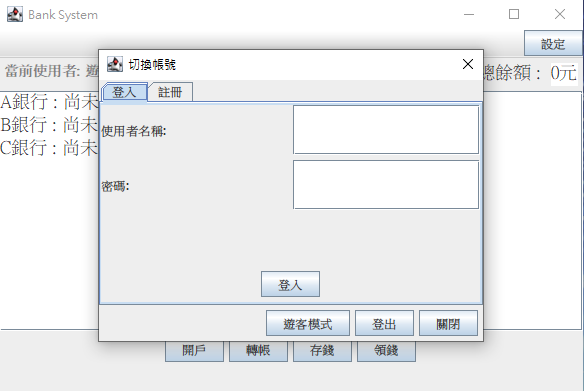 Bank System
設定
當前使用者: 遊
總餘額： 0元
A銀行 : 尚未
B銀行 : 尚未
C銀行 : 尚未
切換帳號
登入 註冊
使用者名稱:
密碼:
登入
遊客模式 登出 關閉
開戶 轉帳 存錢 領錢